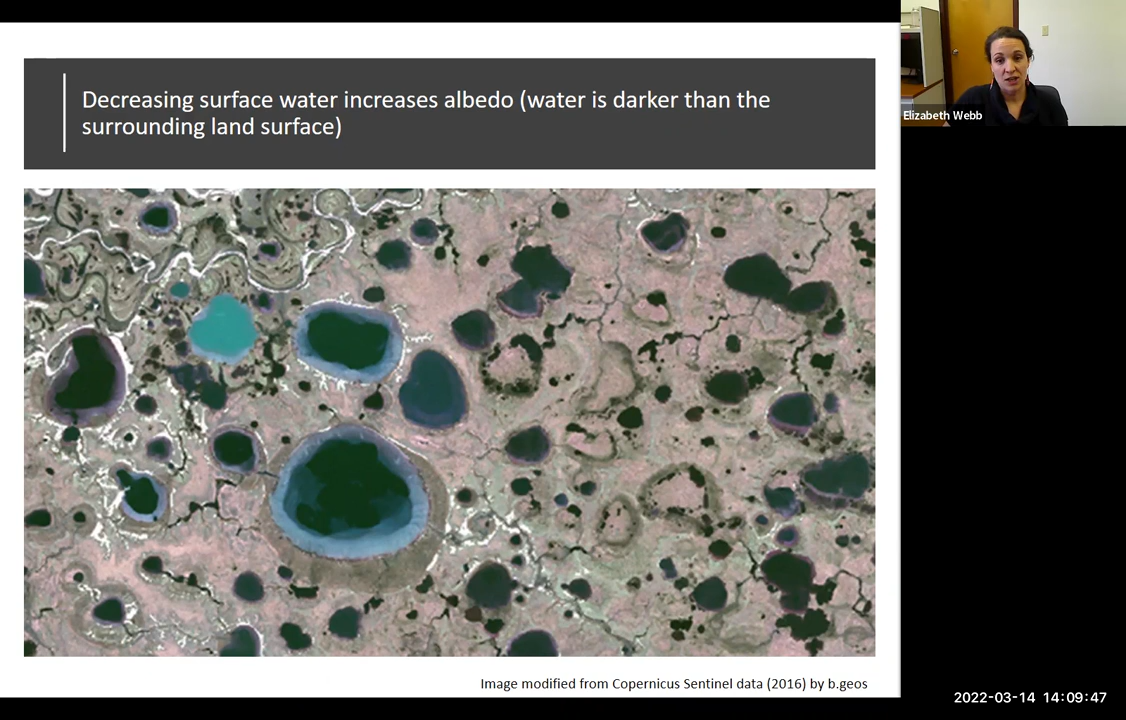 Decreasing surface water increases albedo (water is darker than the
surrounding land surface)
Elizabeth Webb
Image modified from Copernicus Sentinel data (2016) by b.geos
2022-03-14 14:09:47